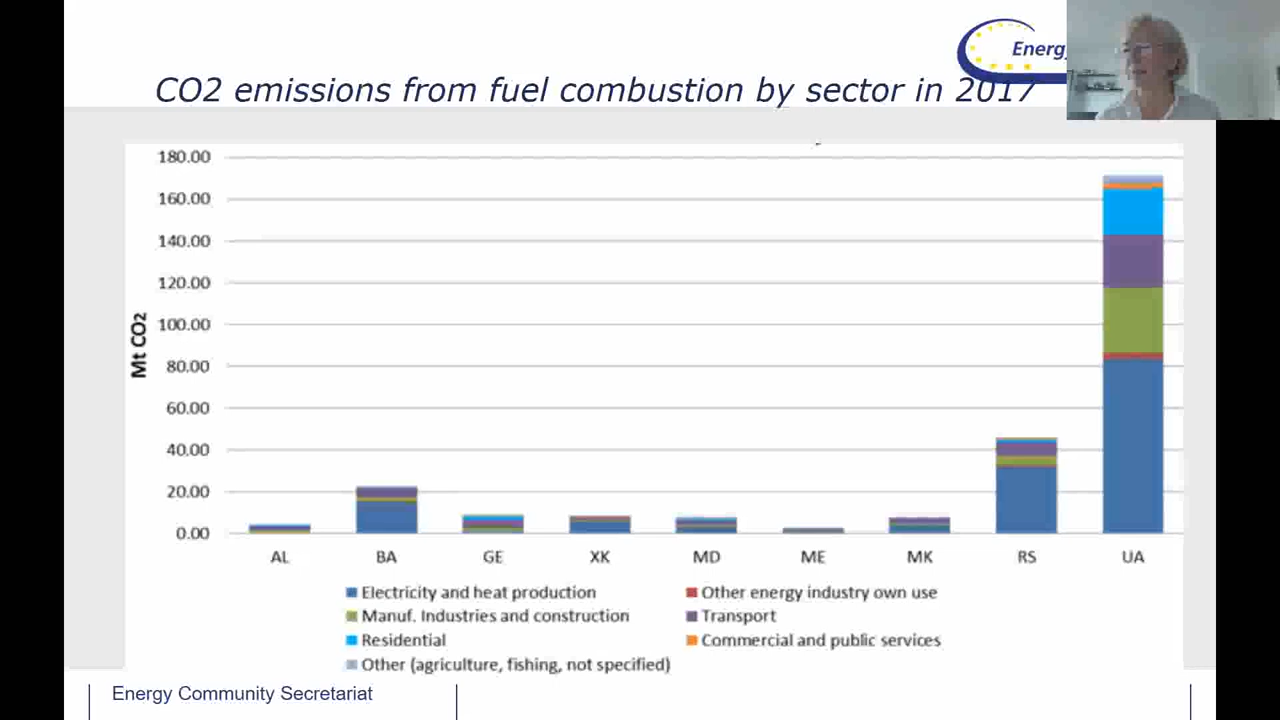 Energ
CO2 emissions from fuel combustion by sector in 2017
180.00
160.00
140.00
120.00
100.00
80.00
60.00
40.00
20.00
0.00
Mt CO2
AL BA GE XK MD ME MK RS UA
Electricity and heat production Other energy industry own use
Manuf. Industries and construction Transport
Residential Commercial and public services
Other (agriculture, fishing, not specified)
Energy Community Secretariat